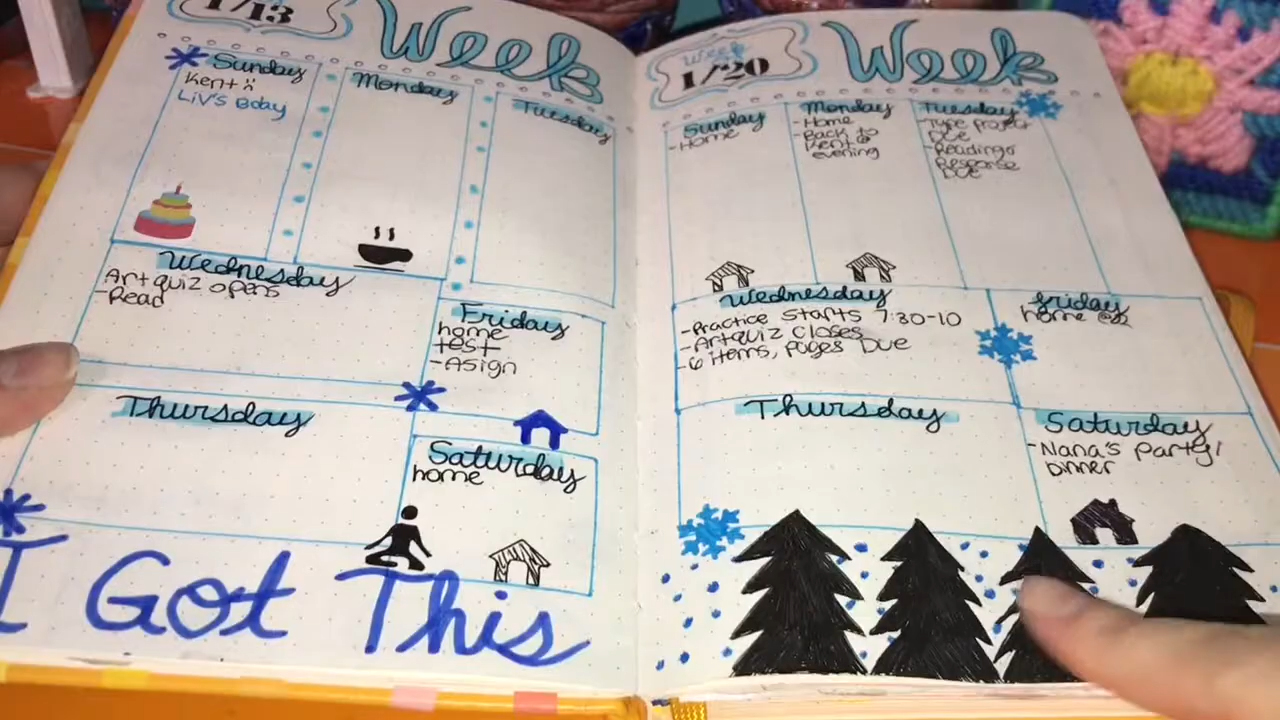 1/13
Week
Sunday
Kent
LiV's Bday
Monday
Tuesday
Wednesday
Art quiz opens
-Read
Friday
home
test
-Asign
Thursday
Saturday
home
I Got This
Week
1/20
Week
Sunday
-Home
Monday
-Home
-Back to
Kent @
evening
Tuesday
-Type Project
Due
-Readings
Response
Due
Wednesday
-Practice Starts 7:30-10
-Artquiz Closes
-6 items, pages Due
friday
home @
Thursday
Saturday
-Nana's Party/
Dinner